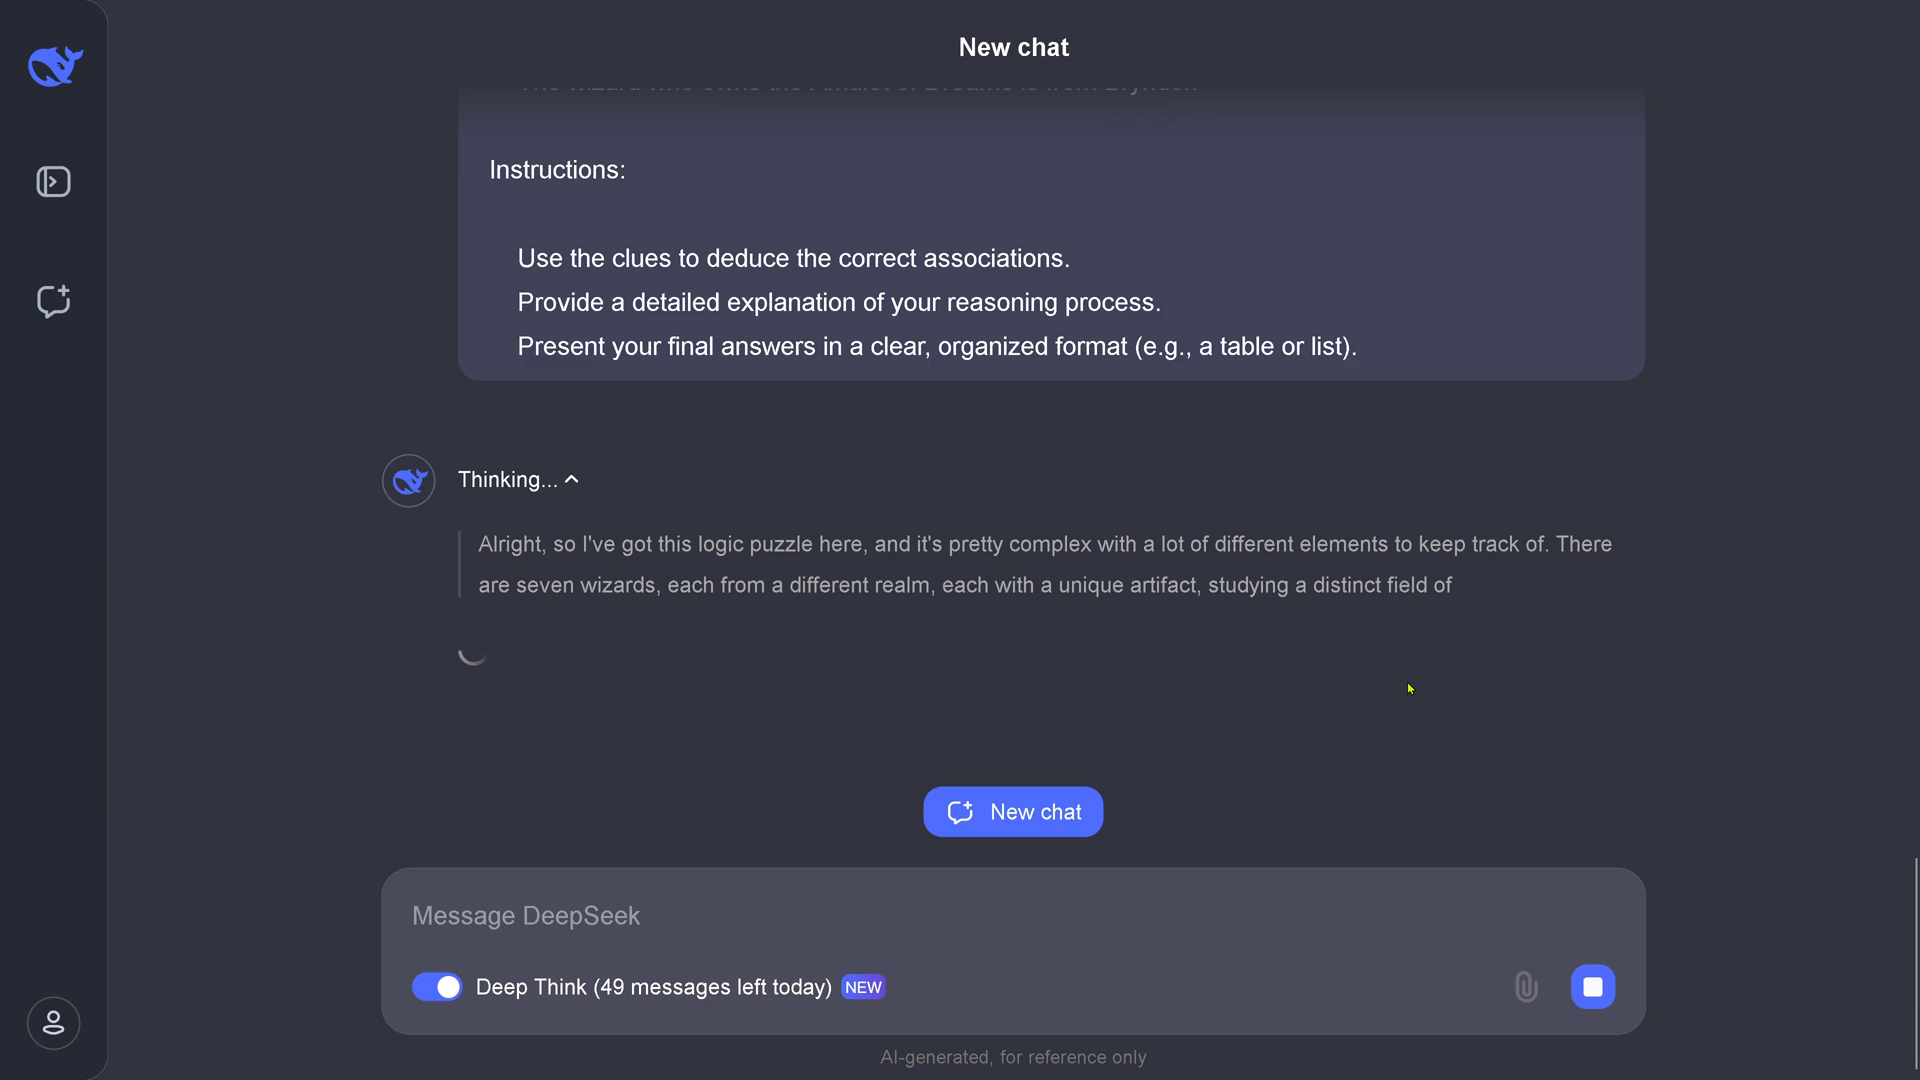 New chat
Instructions:
Use the clues to deduce the correct associations.
Provide a detailed explanation of your reasoning process.
Present your final answers in a clear, organized format (e.g., a table or list).
Thinking...
Alright, so I've got this logic puzzle here, and it's pretty complex with a lot of different elements to keep track of. There
are seven wizards, each from a different realm, each with a unique artifact, studying a distinct field of
New chat
Message DeepSeek
Deep Think (49 messages left today) NEW
AI-generated, for reference only